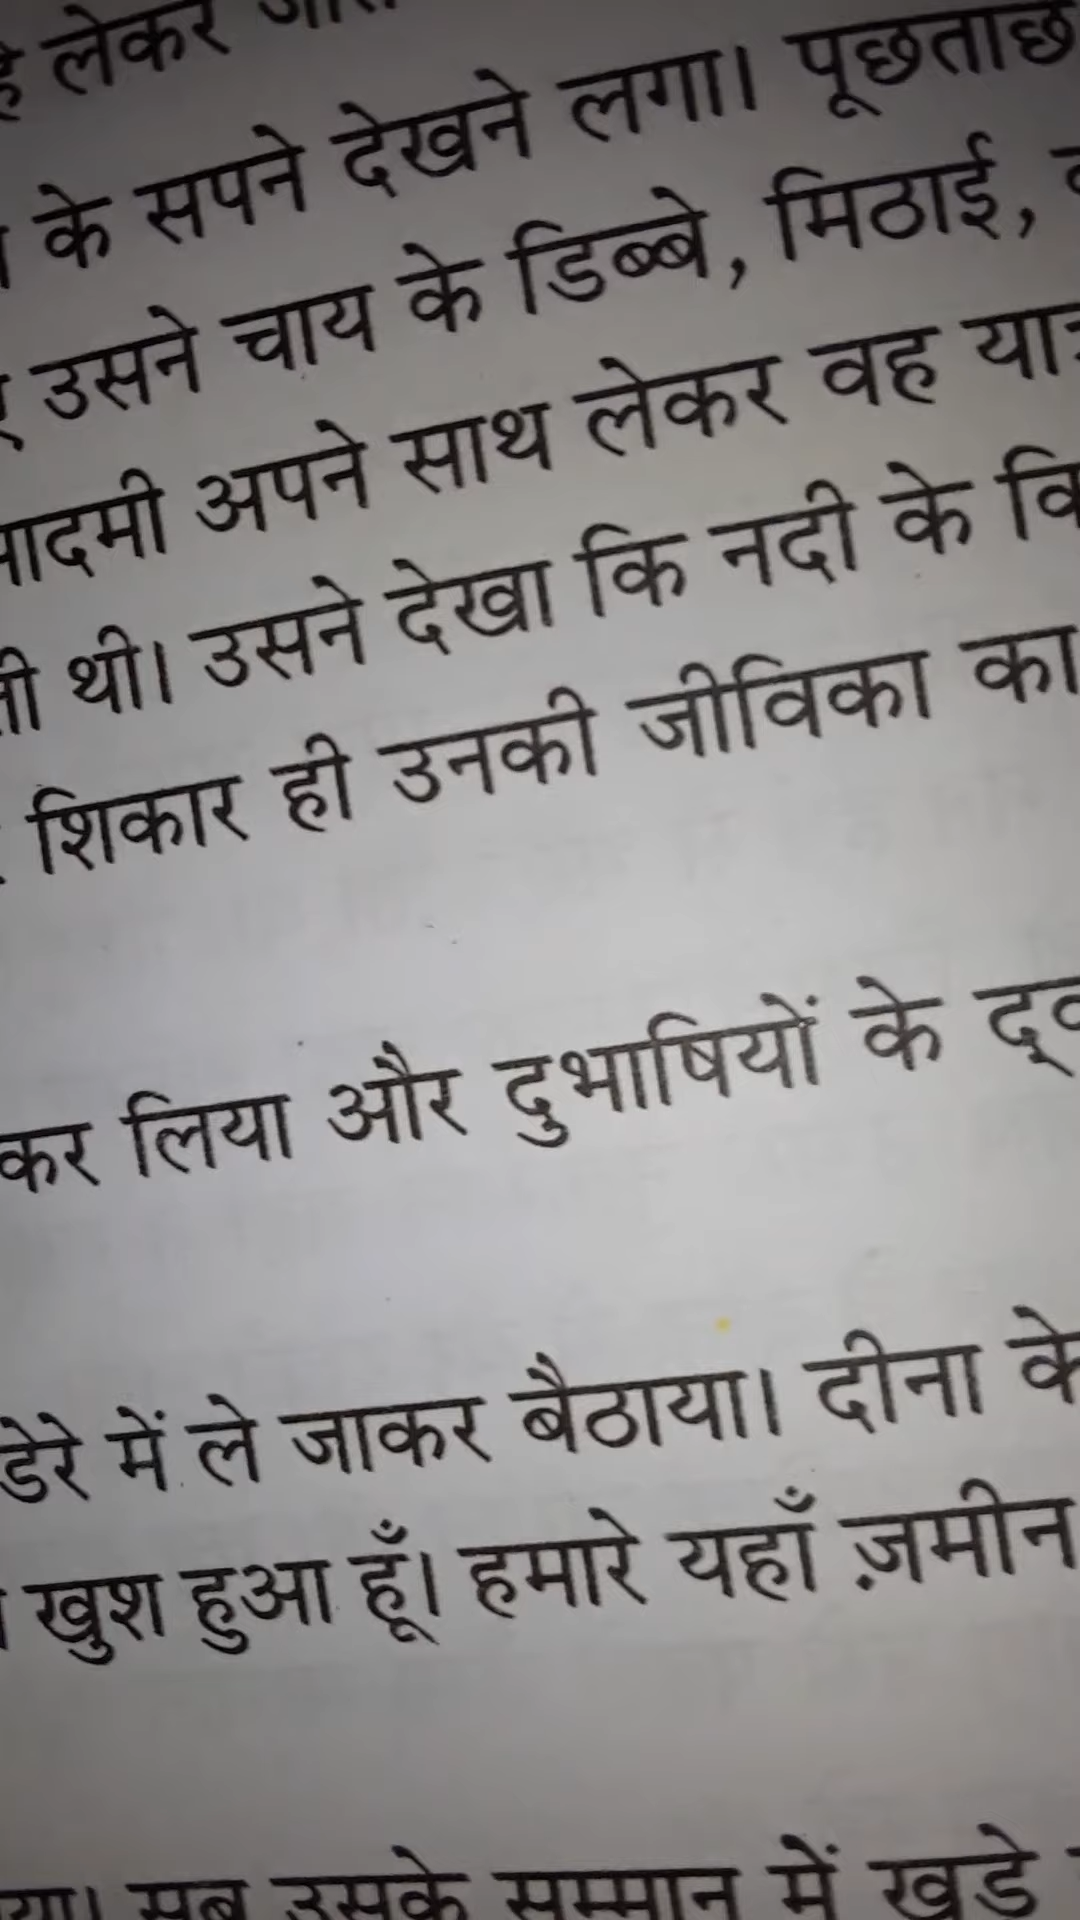 लेकर
के सपने देखने लगा। पूछताछ
उसने चाय के डिब्बे, मिठाई,
अपने साथ लेकर वह
थी। उसने देखा कि नदी के
शिकार ही उनकी जीविका का
कर लिया और दुभाषियों के
डेरे में ले जाकर बैठाया। दीना के
खुश हुआ हूँ। हमारे यहाँ ज़मीन
सब उसके सम्मान में खड़े